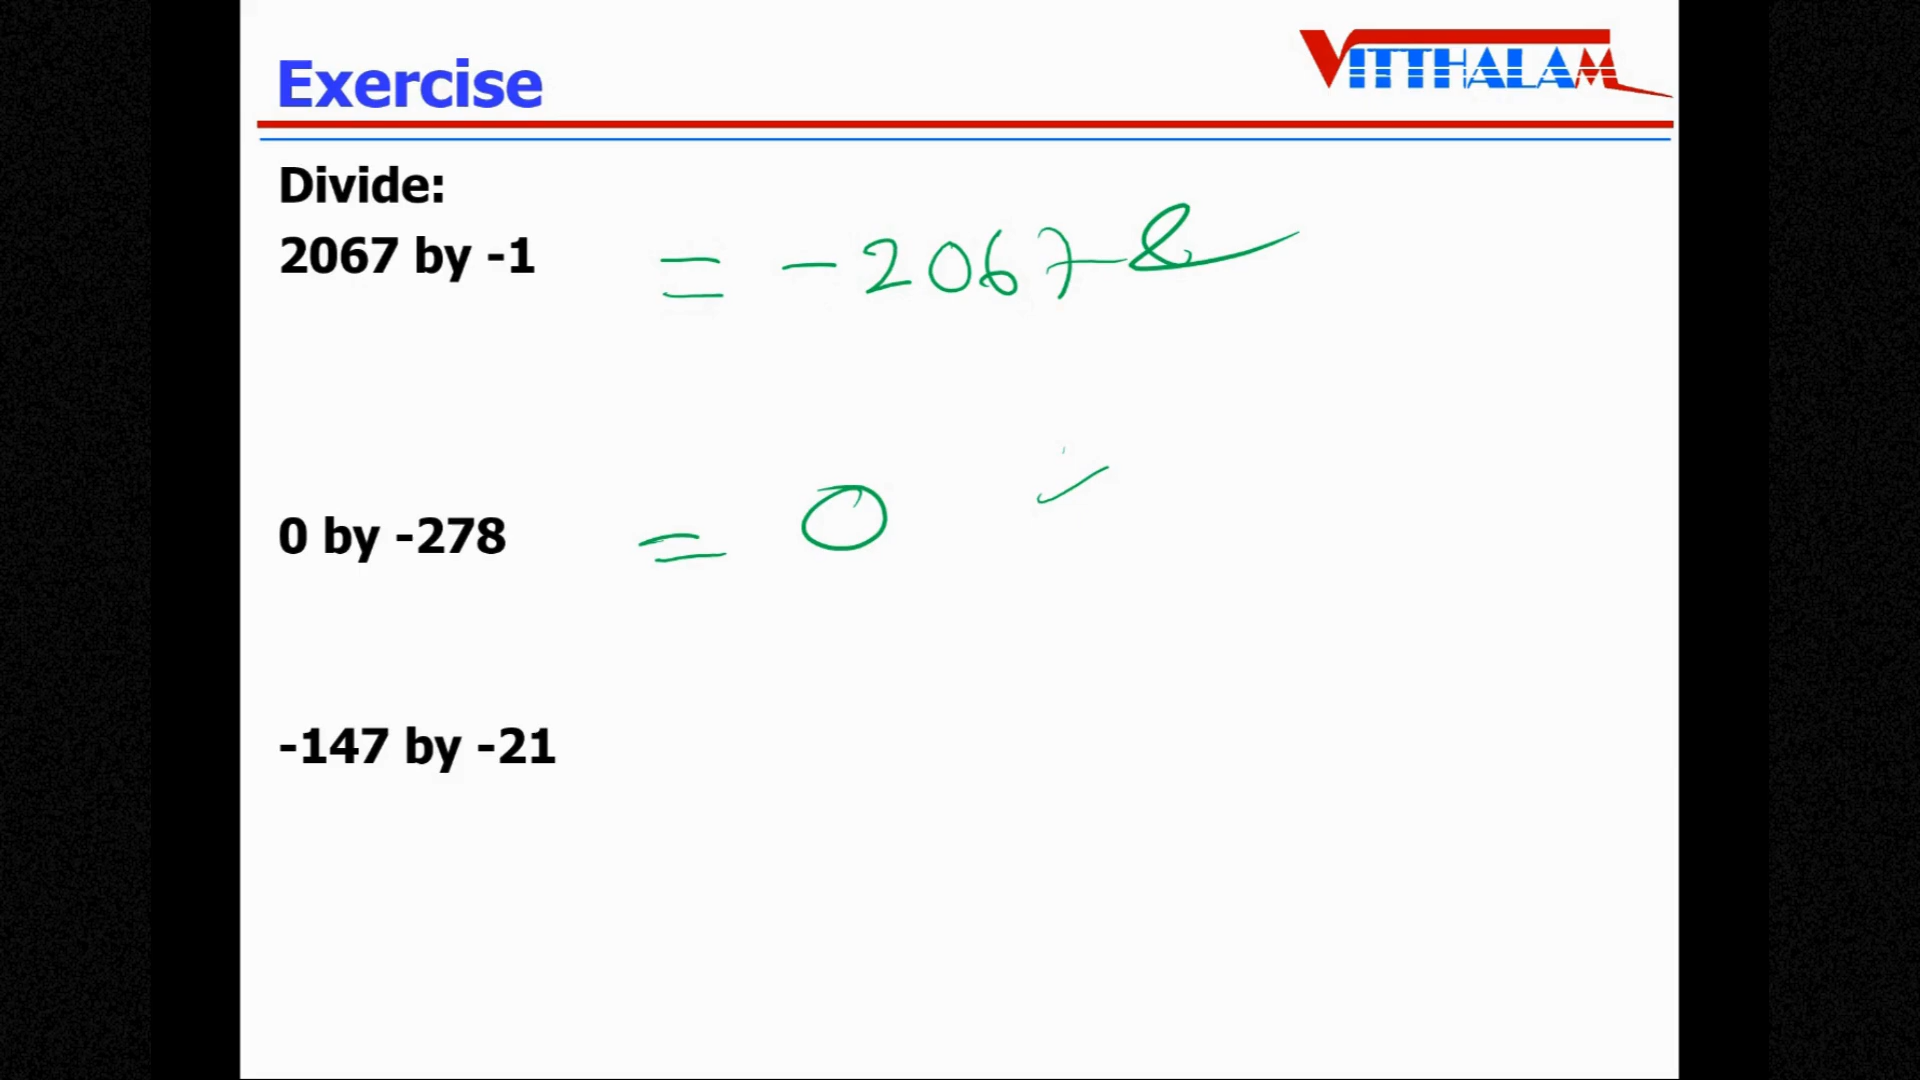 Exercise
VITTHALAM
Divide:
2067 by -1 = -2067
0 by -278 = 0
-147 by -21